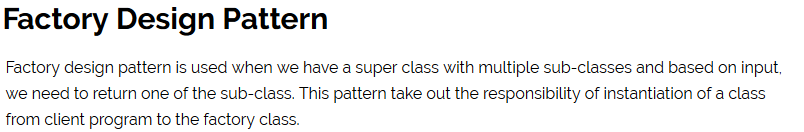 Factory Design Pattern
Factory design pattern is used when we have a super class with multiple sub-classes and based on input,
we need to return one of the sub-class. This pattern take out the responsibility of instantiation of a class
from client program to the factory class.